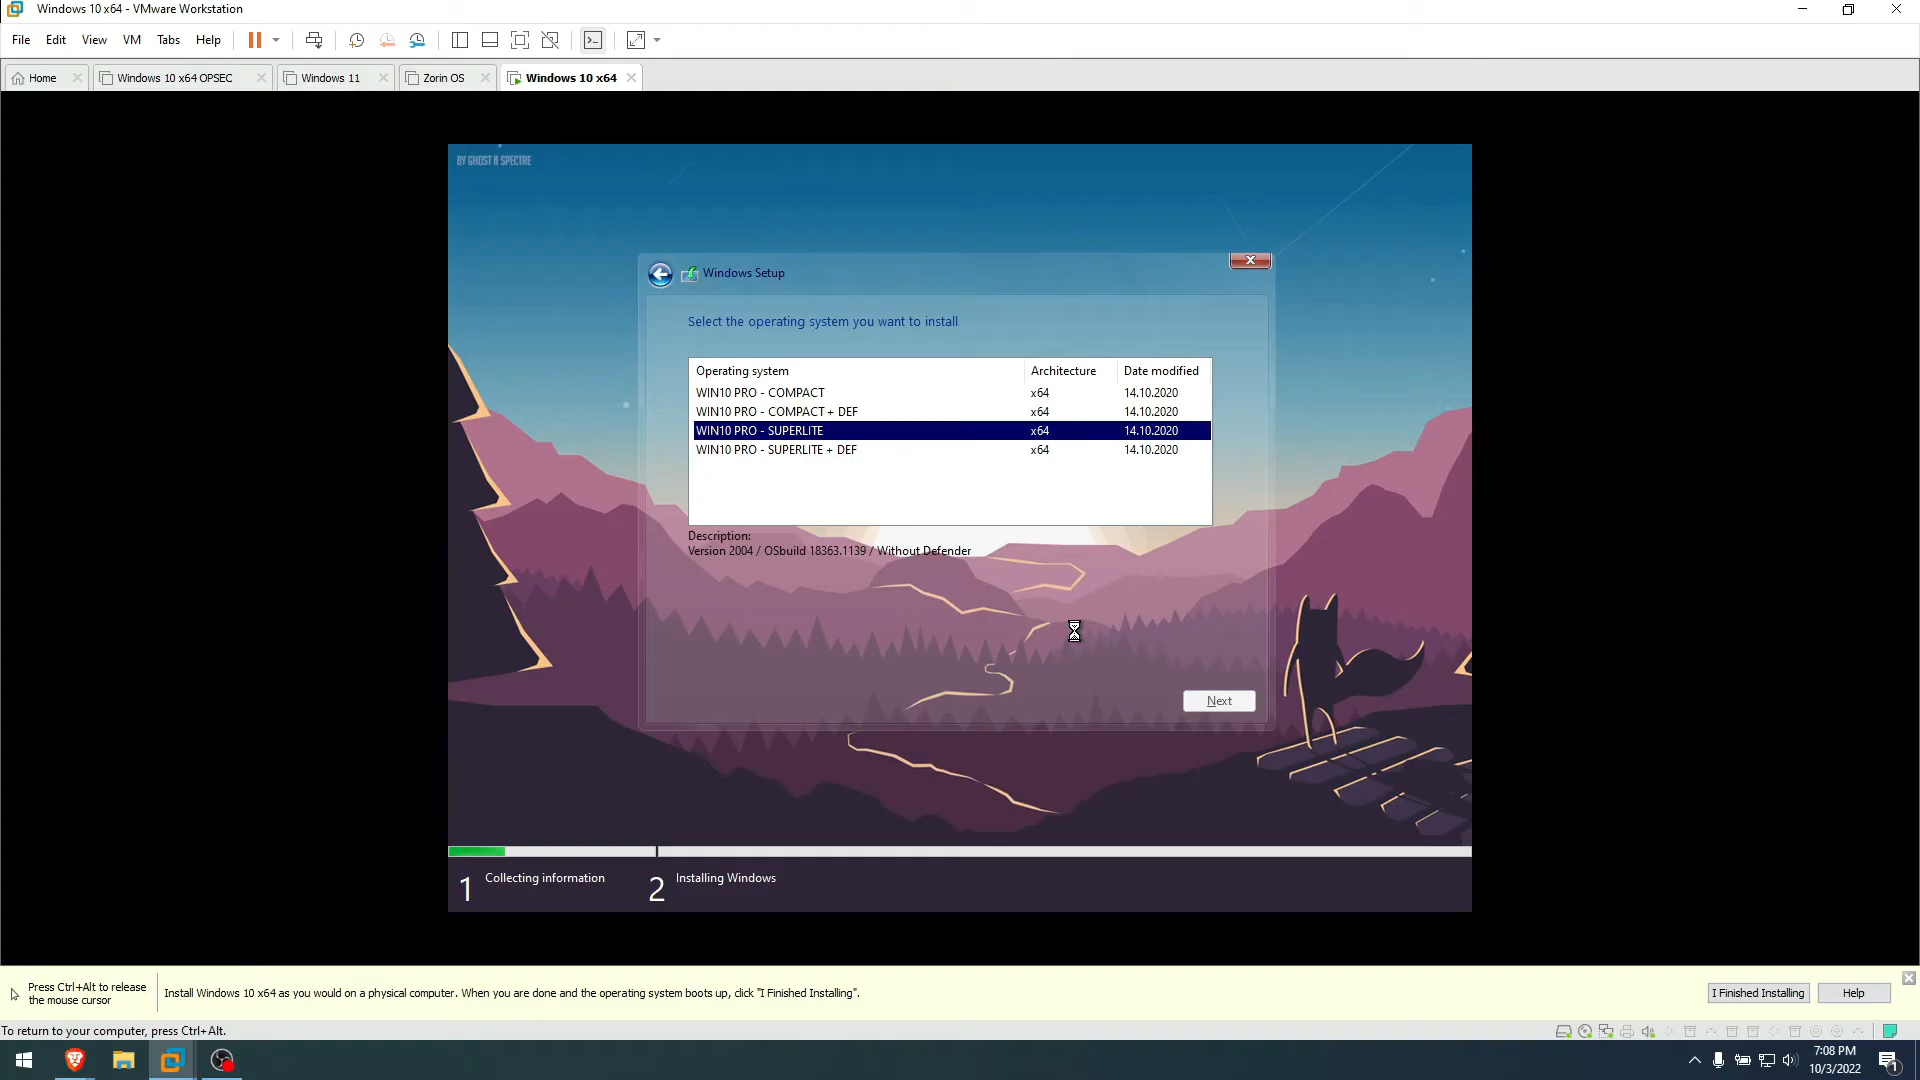 Windows 10 x64 - VMware Workstation
File Edit View VM Tabs Help
Home Windows 10 x64 OPSEC Windows 11 Zorin OS Windows 10 x64
BY GHOST N SPECTRE
Windows Setup
Select the operating system you want to install
Operating system Architecture Date modified
WIN10 PRO - COMPACT x64 14.10.2020
WIN10 PRO - COMPACT + DEF x64 14.10.2020
WIN10 PRO - SUPERLITE x64 14.10.2020
WIN10 PRO - SUPERLITE + DEF x64 14.10.2020
Description:
Version 2004 / OSbuild 18363.1139 / Without Defender
Next
1 Collecting information 2 Installing Windows
Press Ctrl+Alt to release
the mouse cursor
Install Windows 10 x64 as you would on a physical computer. When you are done and the operating system boots up, click "I Finished Installing".
I Finished Installing Help
To return to your computer, press Ctrl+Alt.
7:08 PM
10/3/2022
1